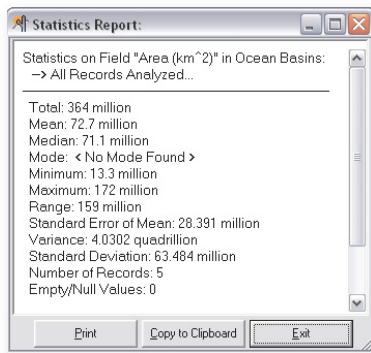 Statistics Report:
Statistics on Field "Area (km^2)" in Ocean Basins:
--> All Records Analyzed...
Total: 364 million
Mean: 72.7 million
Median: 71.1 million
Mode: < No Mode Found >
Minimum: 13.3 million
Maximum: 172 million
Range: 159 million
Standard Error of Mean: 28.391 million
Variance: 4.0302 quadrillion
Standard Deviation: 63.484 million
Number of Records: 5
Empty/Null Values: 0
Print Copy to Clipboard Exit